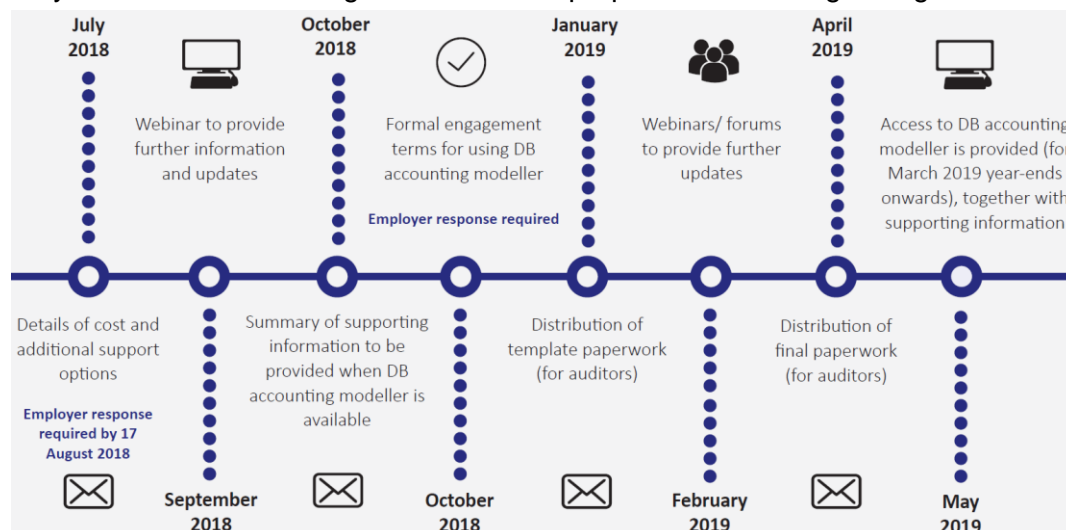 July
2018
Details of cost and
additional support
options
Employer response
required by 17
August 2018
Webinar to provide
further information
and updates
September
2018
October
2018
Summary of supporting
information to be
provided when DB
accounting modeller is
available
Formal engagement
terms for using DB
accounting modeller
Employer response required
October
2018
January
2019
Distribution of
template paperwork
(for auditors)
Webinars/ forums
to provide further
updates
February
2019
April
2019
Distribution of
final paperwork
(for auditors)
Access to DB accounting
modeller is provided (for
March 2019 year-ends
onwards), together with
supporting information
May
2019